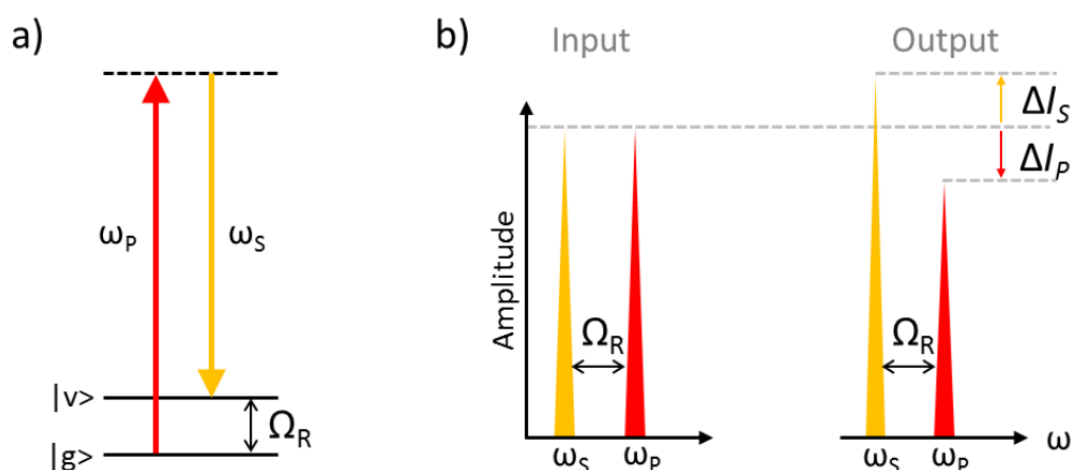 a)
ω_P
ω_S
|v>
Ω_R
|g>
b)
Input
Output
Amplitude
ΔI_S
ΔI_P
Ω_R
Ω_R
ω_S
ω_P
ω_S
ω_P
ω